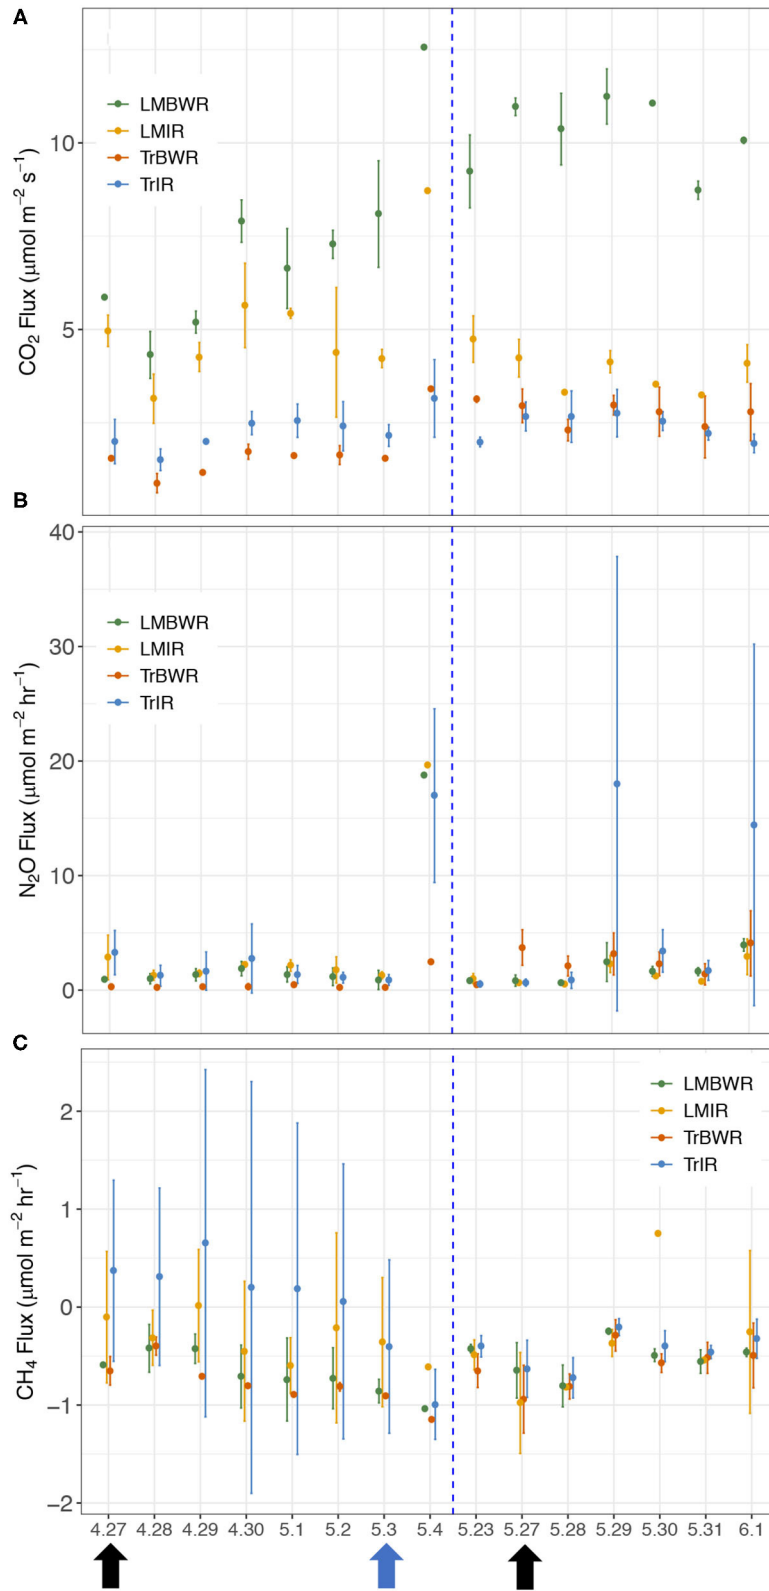 A
LMBWR
LMIR
TrBWR
TrIR
10
5
CO₂ Flux (μmol m⁻² s⁻¹)
B
LMBWR
LMIR
TrBWR
TrIR
40
30
20
10
0
N₂O Flux (μmol m⁻² hr⁻¹)
C
LMBWR
LMIR
TrBWR
TrIR
2
1
0
−1
−2
CH₄ Flux (μmol m⁻² hr⁻¹)
4.27 4.28 4.29 4.30 5.1 5.2 5.3 5.4 5.23 5.27 5.28 5.29 5.30 5.31 6.1